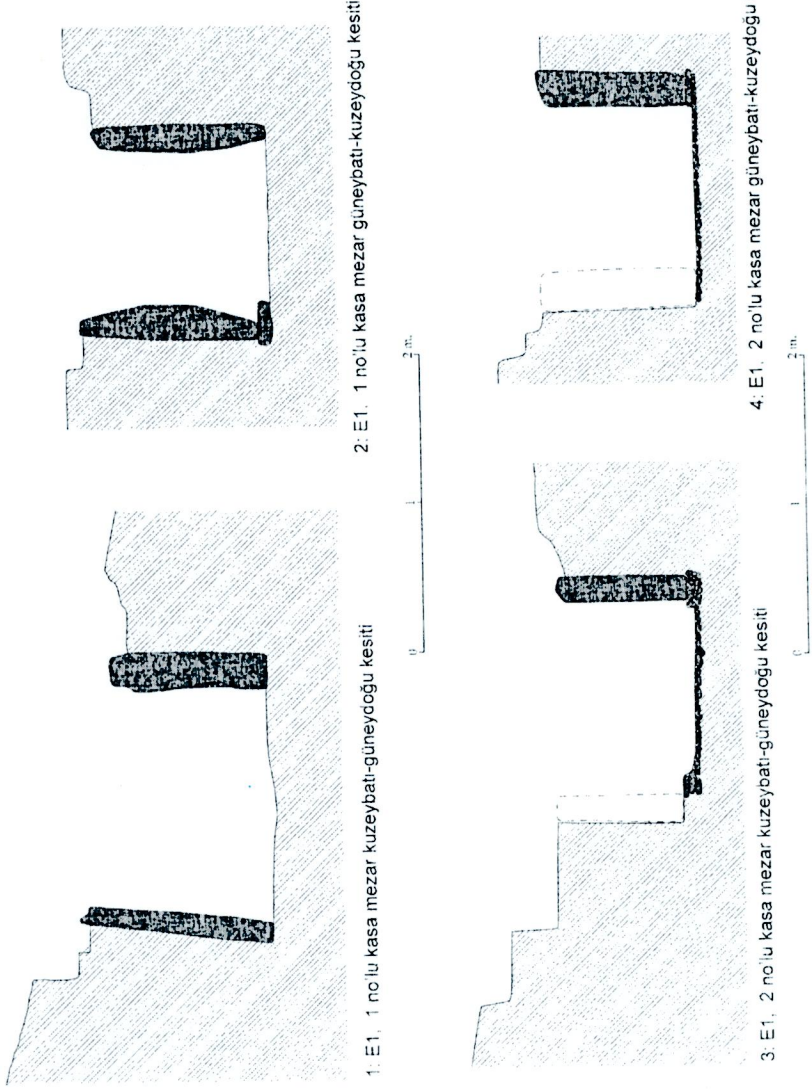 1: E1, 1 no'lu kasa mezar kuzeybatı-güneydoğu kesiti
2: E1, 1 no'lu kasa mezar güneybatı-kuzeydoğu kesiti
0 1 2 m.
3: E1, 2 no'lu kasa mezar kuzeybatı-güneydoğu kesiti
4: E1, 2 no'lu kasa mezar güneybatı-kuzeydoğu
0 1 2 m.